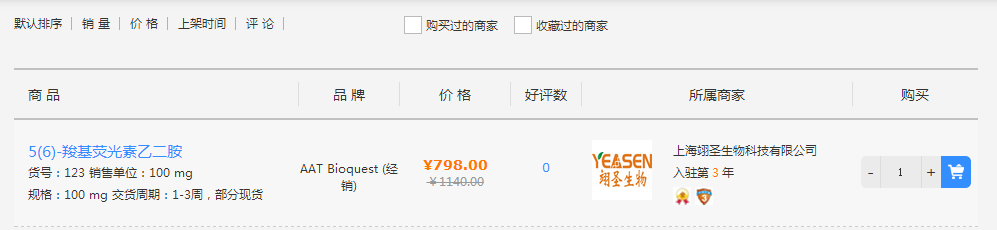 默认排序 销 量 价 格 上架时间 评 论 购买过的商家 收藏过的商家
商 品 品 牌 价 格 好评数 所属商家 购买
5(6)-羧基荧光素乙二胺
货号：123 销售单位：100 mg
规格：100 mg 交货周期：1-3周，部分现货
AAT Bioquest (经
销)
¥798.00
¥1140.00
0
YEASEN
翊圣生物
上海翊圣生物科技有限公司
入驻第 3 年
3
- 1 +